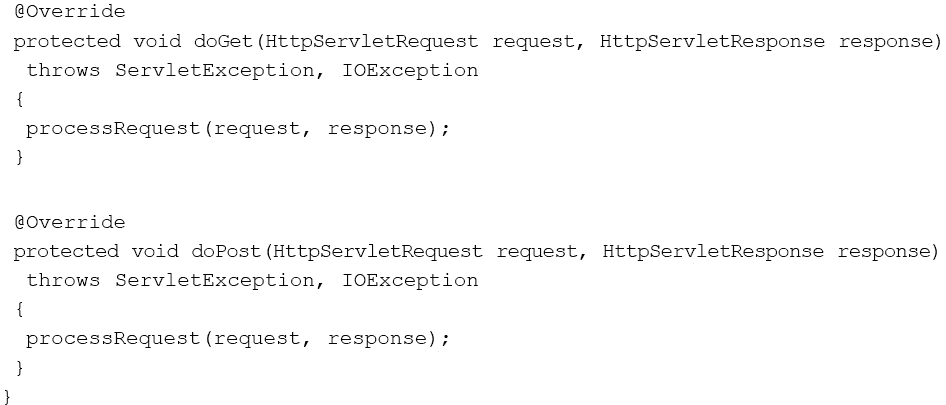 @Override
protected void doGet(HttpServletRequest request, HttpServletResponse response)
throws ServletException, IOException
{
processRequest(request, response);
}
@Override
protected void doPost(HttpServletRequest request, HttpServletResponse response)
throws ServletException, IOException
{
processRequest(request, response);
}
}